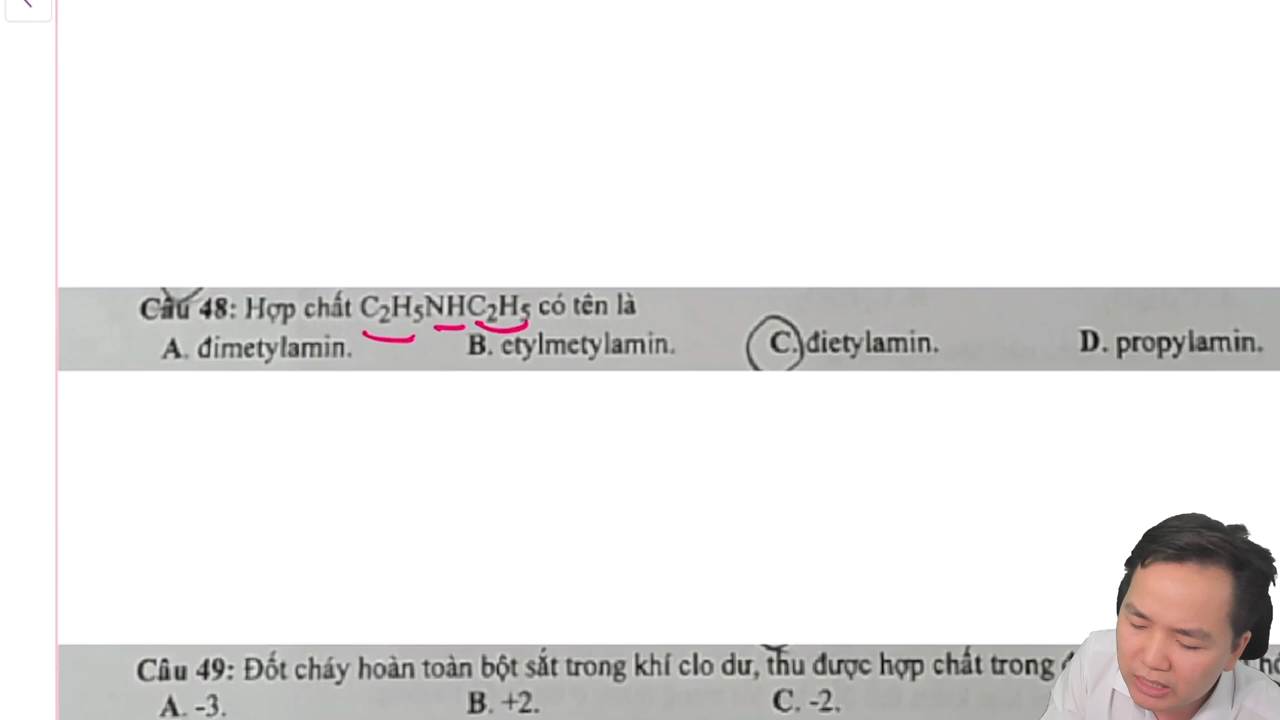 Câu 48: Hợp chất C₂H₅NHC₂H₅ có tên là
A. đimetylamin. B. etylmetylamin. C. đietylamin. D. propylamin.
Câu 49: Đốt cháy hoàn toàn bột sắt trong khí clo dư, thu được hợp chất trong
A. -3. B. +2. C. -2.